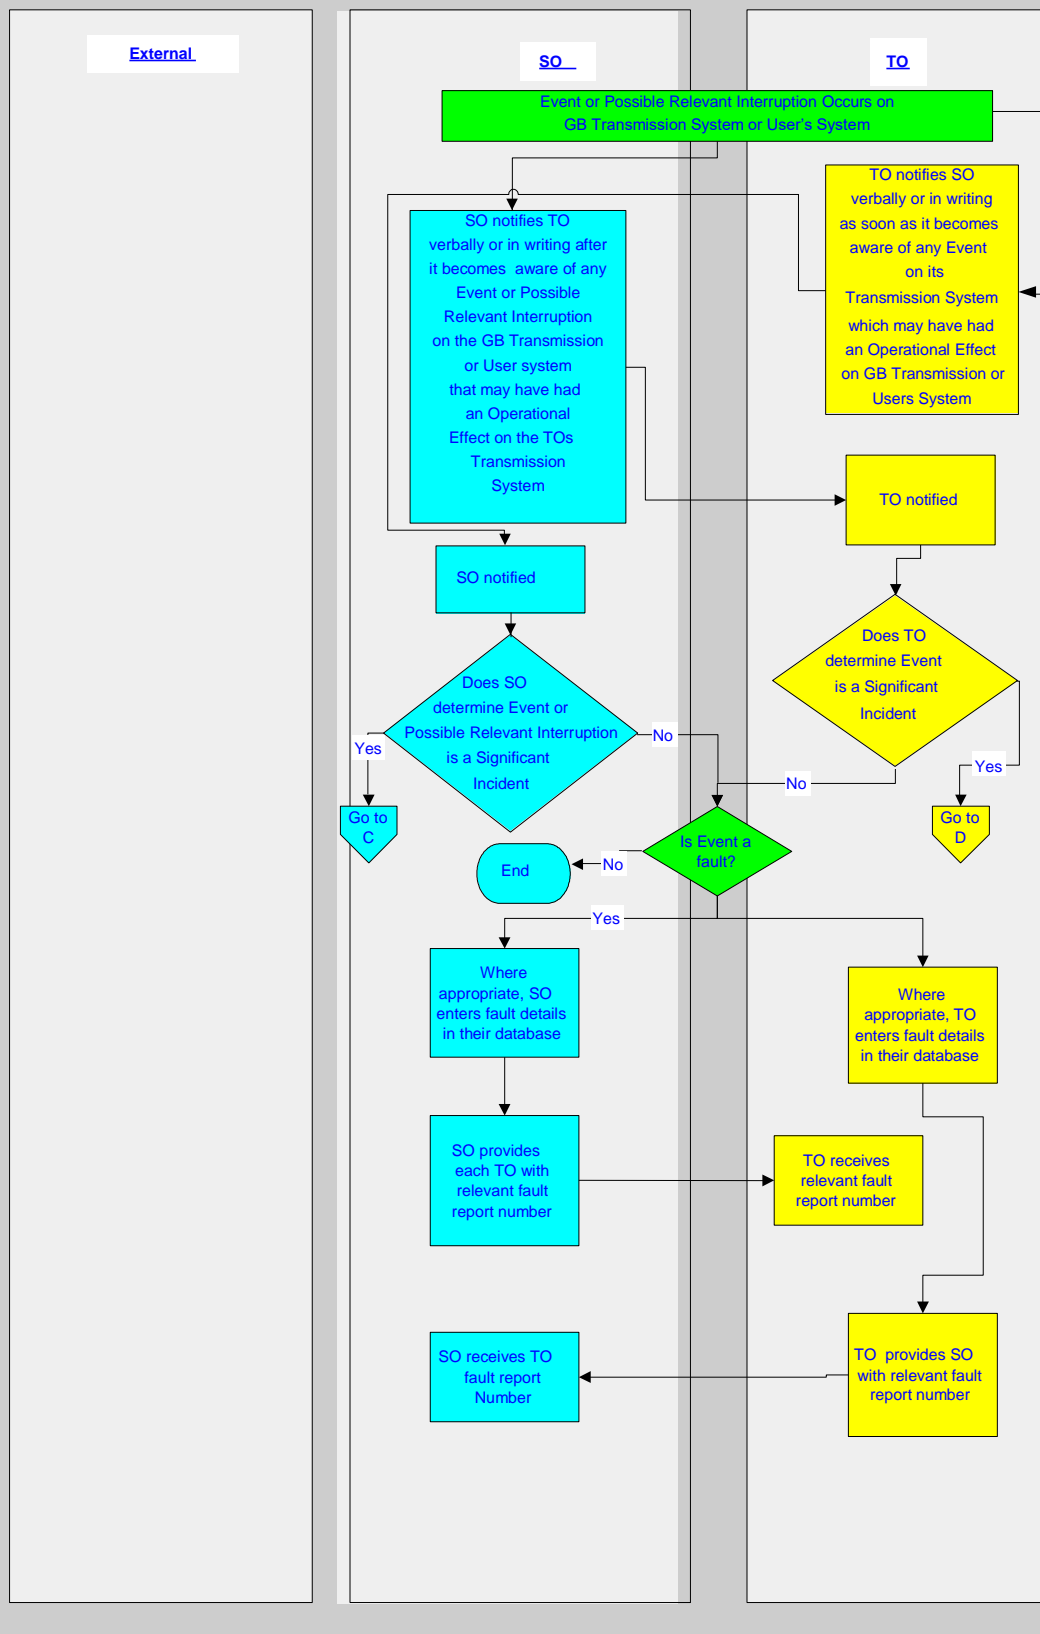 External
SO
TO
Event or Possible Relevant Interruption Occurs on
GB Transmission System or User's System
TO notifies SO
verbally or in writing
as soon as it becomes
aware of any Event
on its
Transmission System
which may have had
an Operational Effect
on GB Transmission or
Users System
SO notifies TO
verbally or in writing after
it becomes aware of any
Event or Possible
Relevant Interruption
on the GB Transmission
or User system
that may have had
an Operational
Effect on the TOs
Transmission
System
TO notified
SO notified
Does TO
determine Event
is a Significant
Incident
Does SO
determine Event or
Possible Relevant Interruption
is a Significant
Incident
Yes
No
No
Yes
Go to
C
Go to
D
Is Event a
fault?
End
No
Yes
Where
appropriate, SO
enters fault details
in their database
Where
appropriate, TO
enters fault details
in their database
SO provides
each TO with
relevant fault
report number
TO receives
relevant fault
report number
SO receives TO
fault report
Number
TO provides SO
with relevant fault
report number